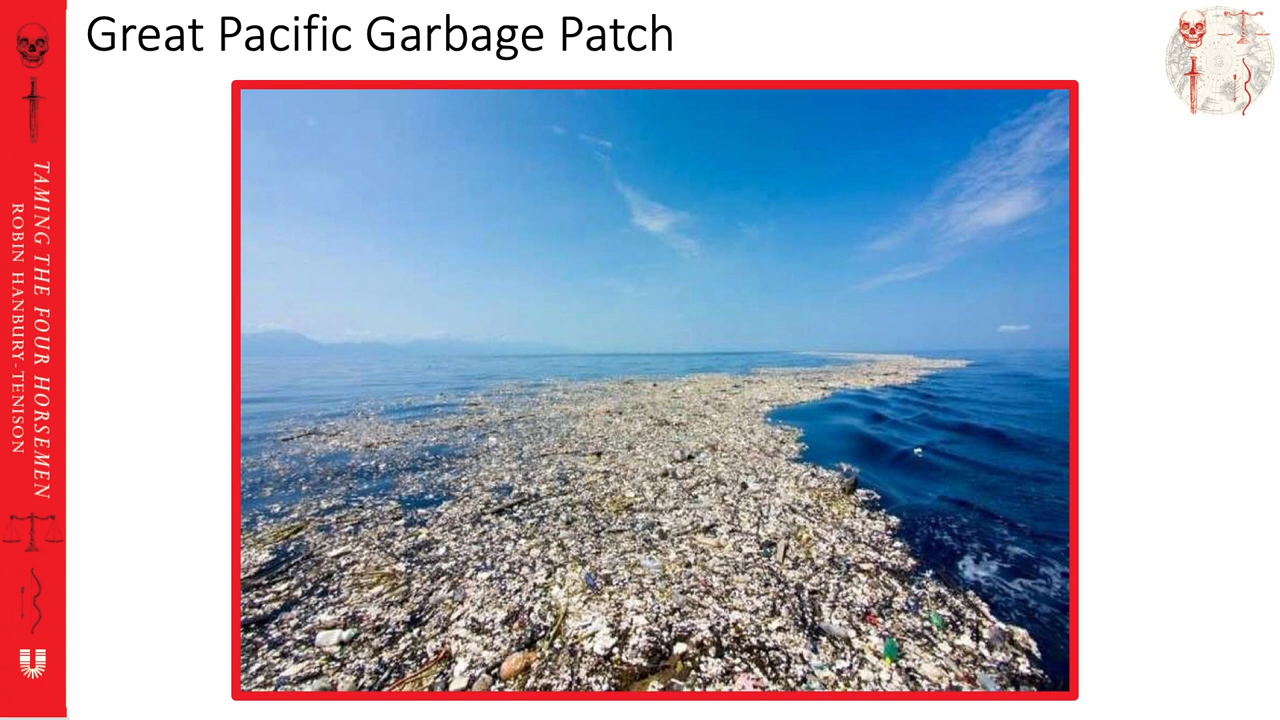 Great Pacific Garbage Patch
TAMING THE FOUR HORSEMEN
ROBIN HANBURY-TENISON